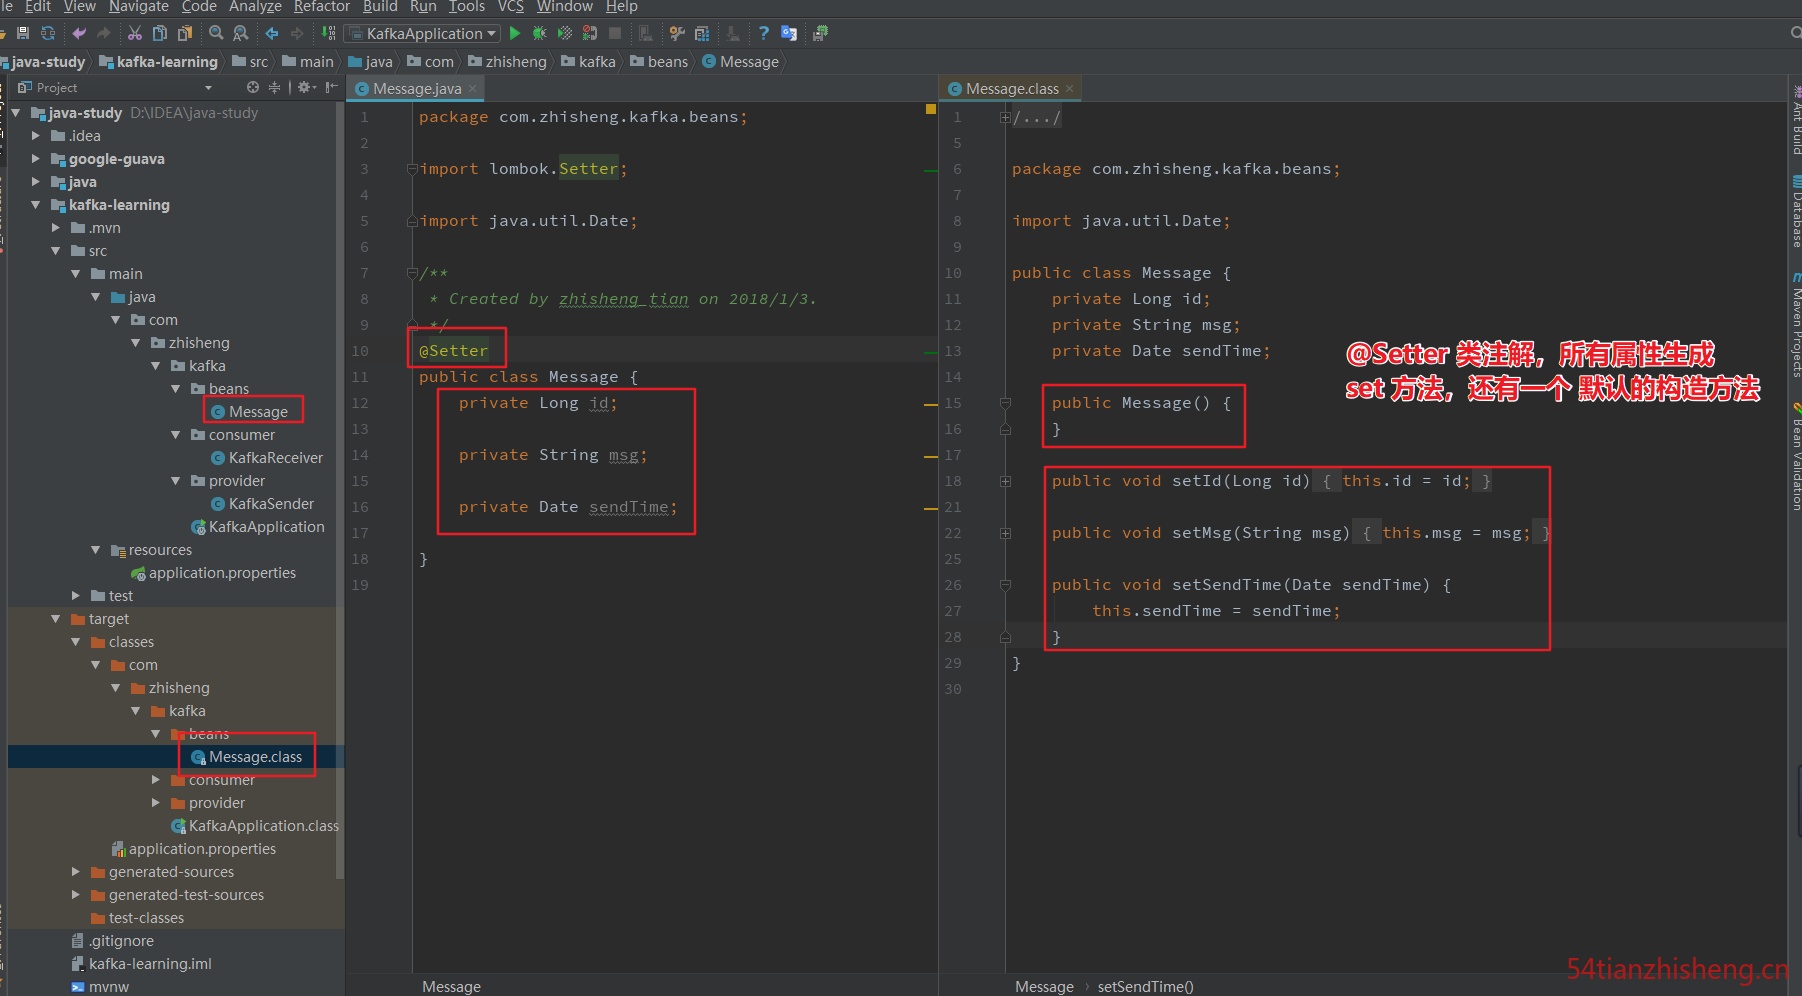 le Edit View Navigate Code Analyze Refactor Build Run Tools VCS Window Help
KafkaApplication
java-study kafka-learning src main java com zhisheng kafka beans Message
Project
java-study D:\IDEA\java-study
.idea
google-guava
java
kafka-learning
.mvn
src
main
java
com
zhisheng
kafka
beans
Message
consumer
KafkaReceiver
provider
KafkaSender
KafkaApplication
resources
application.properties
test
target
classes
com
zhisheng
kafka
beans
Message.class
consumer
provider
KafkaApplication.class
application.properties
generated-sources
generated-test-sources
test-classes
.gitignore
kafka-learning.iml
mvnw
Message.java
1 package com.zhisheng.kafka.beans;
2
3 import lombok.Setter;
4
5 import java.util.Date;
6
7 /**
8 * Created by zhisheng_tian on 2018/1/3.
9 */
10 @Setter
11 public class Message {
12 private Long id;
13
14 private String msg;
15
16 private Date sendTime;
17
18 }
19
Message
Message.class
1 /.../
5
6 package com.zhisheng.kafka.beans;
7
8 import java.util.Date;
9
10 public class Message {
11 private Long id;
12 private String msg;
13 private Date sendTime;
14
15 public Message() {
16 }
17
18 public void setId(Long id) { this.id = id; }
21
22 public void setMsg(String msg) { this.msg = msg; }
25
26 public void setSendTime(Date sendTime) {
27 this.sendTime = sendTime;
28 }
29 }
30
@Setter 类注解，所有属性生成
set 方法，还有一个 默认的构造方法
Message setSendTime()
Ant Build
Database
Maven Projects
Bean Validation
54tianzhisheng.cn